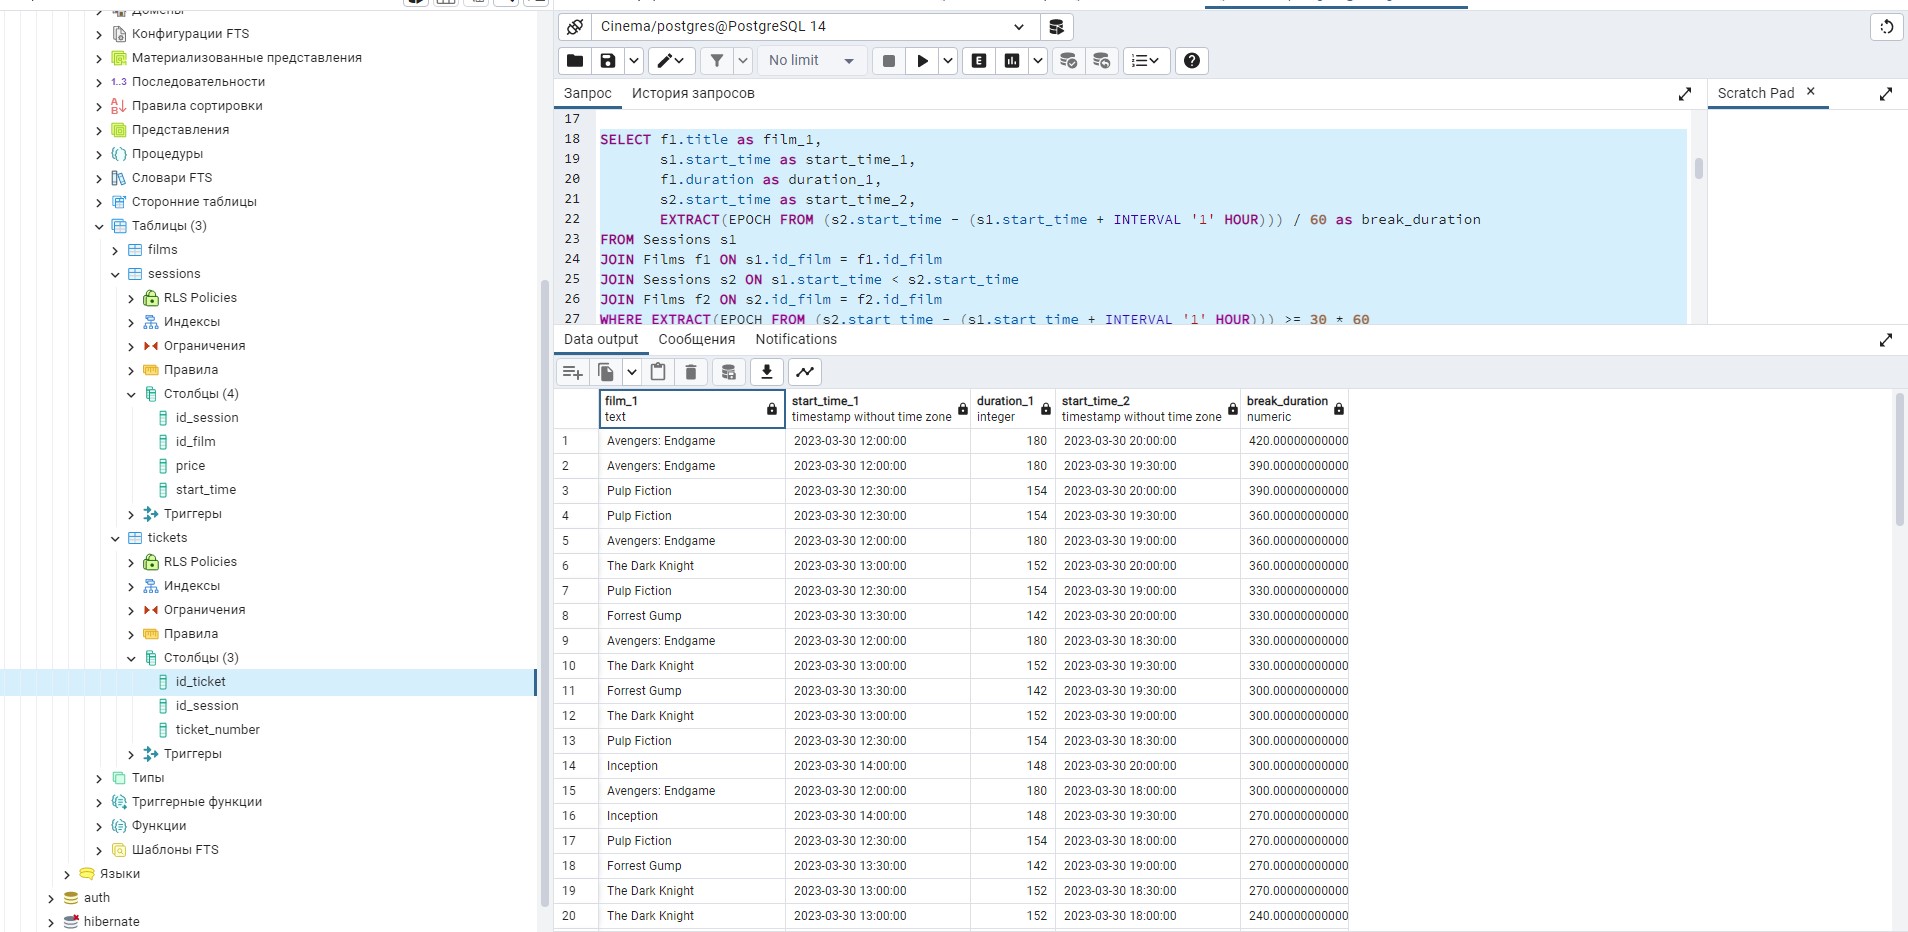 Домены
Конфигурации FTS
Материализованные представления
1..3 Последовательности
Правила сортировки
Представления
Процедуры
Словари FTS
Сторонние таблицы
Таблицы (3)
films
sessions
RLS Policies
Индексы
Ограничения
Правила
Столбцы (4)
id_session
id_film
price
start_time
Триггеры
tickets
RLS Policies
Индексы
Ограничения
Правила
Столбцы (3)
id_ticket
id_session
ticket_number
Триггеры
Типы
Триггерные функции
Функции
Шаблоны FTS
Языки
auth
hibernate
Cinema/postgres@PostgreSQL 14
No limit
E
Запрос История запросов
Scratch Pad
17
18 SELECT f1.title as film_1,
19 s1.start_time as start_time_1,
20 f1.duration as duration_1,
21 s2.start_time as start_time_2,
22 EXTRACT(EPOCH FROM (s2.start_time - (s1.start_time + INTERVAL '1' HOUR))) / 60 as break_duration
23 FROM Sessions s1
24 JOIN Films f1 ON s1.id_film = f1.id_film
25 JOIN Sessions s2 ON s1.start_time < s2.start_time
26 JOIN Films f2 ON s2.id_film = f2.id_film
27 WHERE EXTRACT(EPOCH FROM (s2.start_time - (s1.start_time + INTERVAL '1' HOUR))) >= 30 * 60
Data output Сообщения Notifications
film_1 start_time_1 duration_1 start_time_2 break_duration
text timestamp without time zone integer timestamp without time zone numeric
1 Avengers: Endgame 2023-03-30 12:00:00 180 2023-03-30 20:00:00 420.00000000000
2 Avengers: Endgame 2023-03-30 12:00:00 180 2023-03-30 19:30:00 390.00000000000
3 Pulp Fiction 2023-03-30 12:30:00 154 2023-03-30 20:00:00 390.00000000000
4 Pulp Fiction 2023-03-30 12:30:00 154 2023-03-30 19:30:00 360.00000000000
5 Avengers: Endgame 2023-03-30 12:00:00 180 2023-03-30 19:00:00 360.00000000000
6 The Dark Knight 2023-03-30 13:00:00 152 2023-03-30 20:00:00 360.00000000000
7 Pulp Fiction 2023-03-30 12:30:00 154 2023-03-30 19:00:00 330.00000000000
8 Forrest Gump 2023-03-30 13:30:00 142 2023-03-30 20:00:00 330.00000000000
9 Avengers: Endgame 2023-03-30 12:00:00 180 2023-03-30 18:30:00 330.00000000000
10 The Dark Knight 2023-03-30 13:00:00 152 2023-03-30 19:30:00 330.00000000000
11 Forrest Gump 2023-03-30 13:30:00 142 2023-03-30 19:30:00 300.00000000000
12 The Dark Knight 2023-03-30 13:00:00 152 2023-03-30 19:00:00 300.00000000000
13 Pulp Fiction 2023-03-30 12:30:00 154 2023-03-30 18:30:00 300.00000000000
14 Inception 2023-03-30 14:00:00 148 2023-03-30 20:00:00 300.00000000000
15 Avengers: Endgame 2023-03-30 12:00:00 180 2023-03-30 18:00:00 300.00000000000
16 Inception 2023-03-30 14:00:00 148 2023-03-30 19:30:00 270.00000000000
17 Pulp Fiction 2023-03-30 12:30:00 154 2023-03-30 18:00:00 270.00000000000
18 Forrest Gump 2023-03-30 13:30:00 142 2023-03-30 19:00:00 270.00000000000
19 The Dark Knight 2023-03-30 13:00:00 152 2023-03-30 18:30:00 270.00000000000
20 The Dark Knight 2023-03-30 13:00:00 152 2023-03-30 18:00:00 240.00000000000